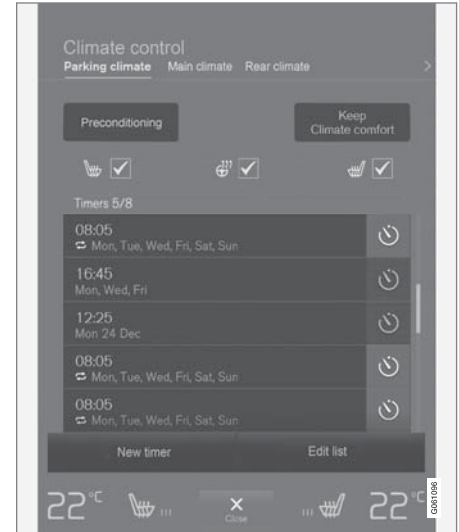 Climate control
Parking climate Main climate Rear climate
Preconditioning
Keep
Climate comfort
Timers 5/8
08:05
Mon, Tue, Wed, Fri, Sat, Sun
16:45
Mon, Wed, Fri
12:25
Mon 24 Dec
08:05
Mon, Tue, Wed, Fri, Sat, Sun
08:05
Mon, Tue, Wed, Fri, Sat, Sun
New timer Edit list
22°C Close 22°C
G061096